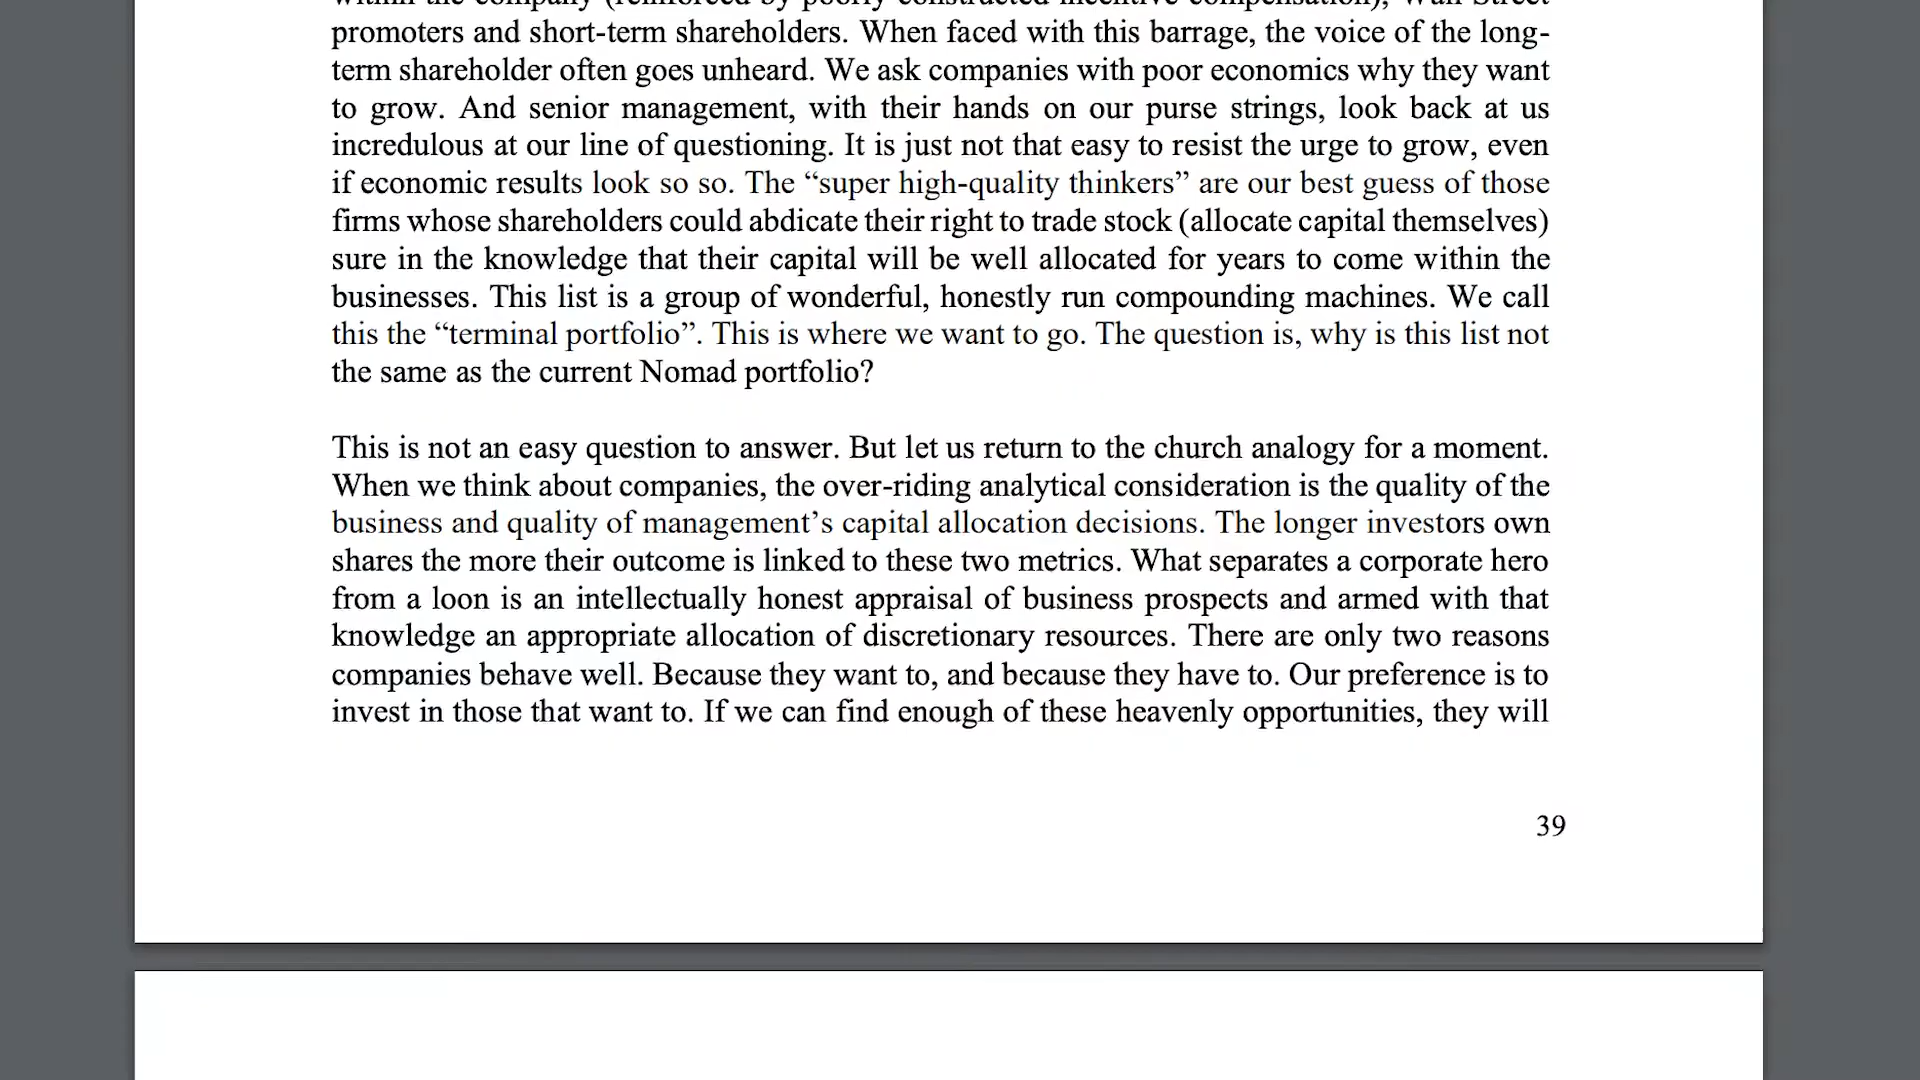 within the company (reinforced by poorly constructed incentive compensation), Wall Street
promoters and short-term shareholders. When faced with this barrage, the voice of the long-
term shareholder often goes unheard. We ask companies with poor economics why they want
to grow. And senior management, with their hands on our purse strings, look back at us
incredulous at our line of questioning. It is just not that easy to resist the urge to grow, even
if economic results look so so. The “super high-quality thinkers” are our best guess of those
firms whose shareholders could abdicate their right to trade stock (allocate capital themselves)
sure in the knowledge that their capital will be well allocated for years to come within the
businesses. This list is a group of wonderful, honestly run compounding machines. We call
this the “terminal portfolio”. This is where we want to go. The question is, why is this list not
the same as the current Nomad portfolio?
This is not an easy question to answer. But let us return to the church analogy for a moment.
When we think about companies, the over-riding analytical consideration is the quality of the
business and quality of management’s capital allocation decisions. The longer investors own
shares the more their outcome is linked to these two metrics. What separates a corporate hero
from a loon is an intellectually honest appraisal of business prospects and armed with that
knowledge an appropriate allocation of discretionary resources. There are only two reasons
companies behave well. Because they want to, and because they have to. Our preference is to
invest in those that want to. If we can find enough of these heavenly opportunities, they will
39